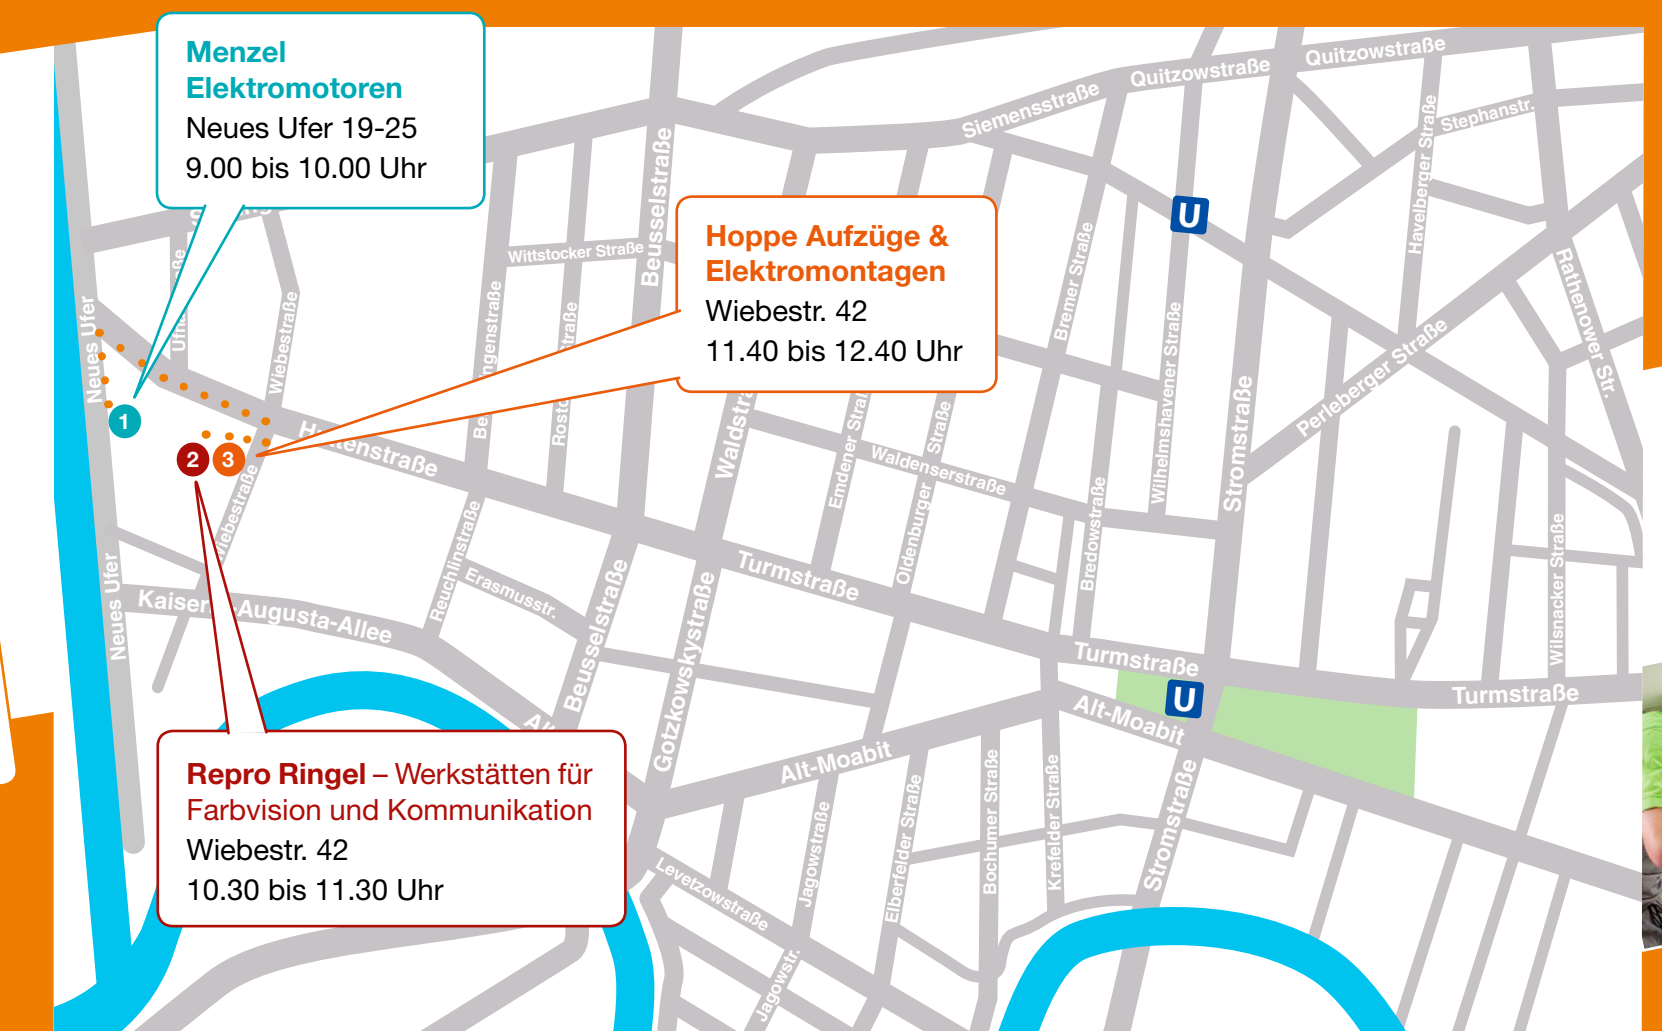 Menzel
Elektromotoren
Neues Ufer 19-25
9.00 bis 10.00 Uhr
Hoppe Aufzüge &
Elektromontagen
Wiebestr. 42
11.40 bis 12.40 Uhr
Repro Ringel – Werkstätten für
Farbvision und Kommunikation
Wiebestr. 42
10.30 bis 11.30 Uhr
1
2
3
U
U
Quitzowstraße
Quitzowstraße
Siemensstraße
Stephanstr.
Havelberger Straße
Beusselstraße
Wittstocker Straße
Bremer Straße
Wilhelmshavener Straße
Rathenower Str.
Perleberger Straße
Stromstraße
Neues Ufer
Wiebestraße
Huttenstraße
Waldenserstraße
Emdener
Oldenburger Straße
Bredowstraße
Wilsnacker Straße
Reuchlinstraße
Erasmusstr.
Beusselstraße
Gotzkowskystraße
Turmstraße
Turmstraße
Turmstraße
Neues Ufer
Augusta-Allee
Alt-Moabit
Alt-Moabit
Levetzowstraße
Jagowstraße
Jagowstr.
Elberfelder Straße
Bochumer Straße
Krefelder Straße
Stromstraße